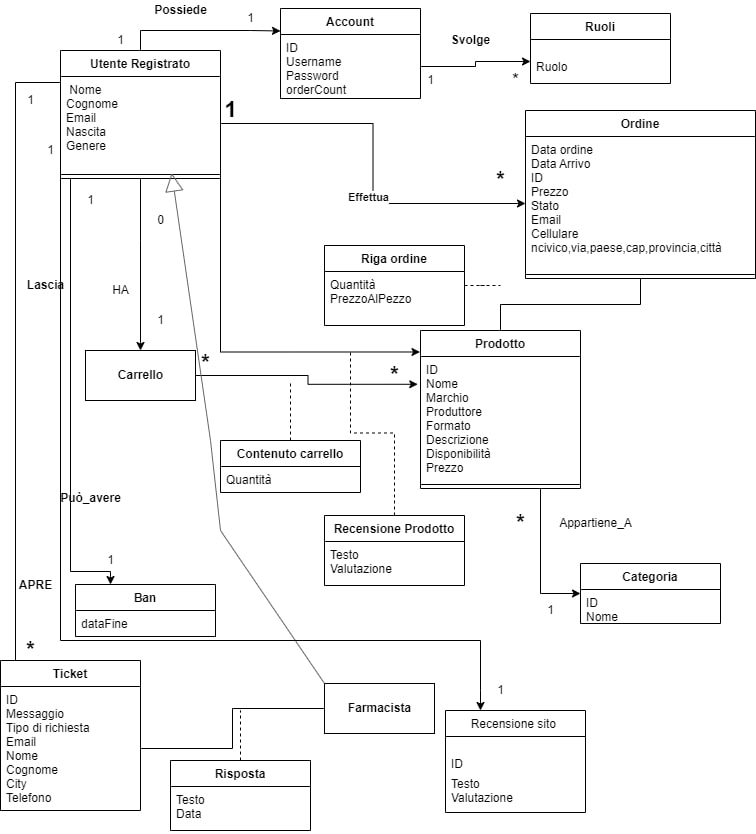 Possiede
1
1
Account
ID
Username
Password
orderCount
Svolge
1
*
Ruoli
Ruolo
Utente Registrato
Nome
Cognome
Email
Nascita
Genere
1
1
1
1
0
Effettua
*
Ordine
Data ordine
Data Arrivo
ID
Prezzo
Stato
Email
Cellulare
ncivico,via,paese,cap,provincia,città
Lascia
HA
1
Riga ordine
Quantità
PrezzoAlPezzo
Carrello
*
*
Prodotto
ID
Nome
Marchio
Produttore
Formato
Descrizione
Disponibilità
Prezzo
Contenuto carrello
Quantità
Può_avere
1
Recensione Prodotto
Testo
Valutazione
*
Appartiene_A
1
Categoria
ID
Nome
APRE
*
Ban
dataFine
Ticket
ID
Messaggio
Tipo di richiesta
Email
Nome
Cognome
City
Telefono
Farmacista
1
Recensione sito
ID
Testo
Valutazione
Risposta
Testo
Data